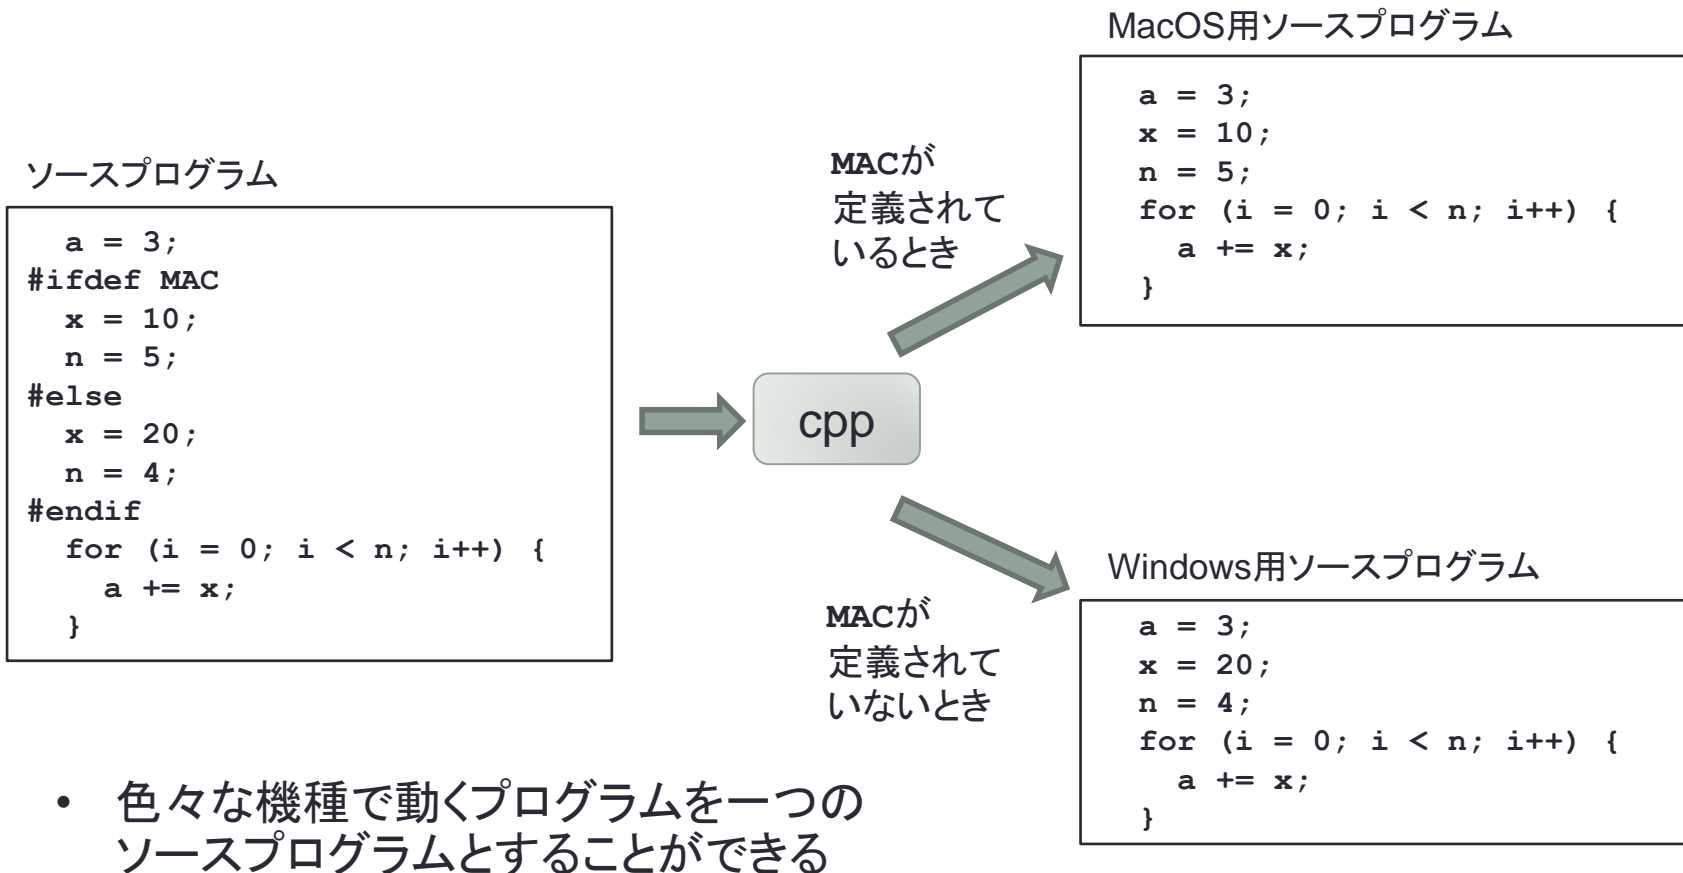 ソースプログラム
  a = 3;
#ifdef MAC
  x = 10;
  n = 5;
#else
  x = 20;
  n = 4;
#endif
  for (i = 0; i < n; i++) {
    a += x;
  }
cpp
MACが
定義されて
いるとき
MacOS用ソースプログラム
a = 3;
x = 10;
n = 5;
for (i = 0; i < n; i++) {
  a += x;
}
MACが
定義されて
いないとき
Windows用ソースプログラム
a = 3;
x = 20;
n = 4;
for (i = 0; i < n; i++) {
  a += x;
}
• 色々な機種で動くプログラムを一つの
ソースプログラムとすることができる